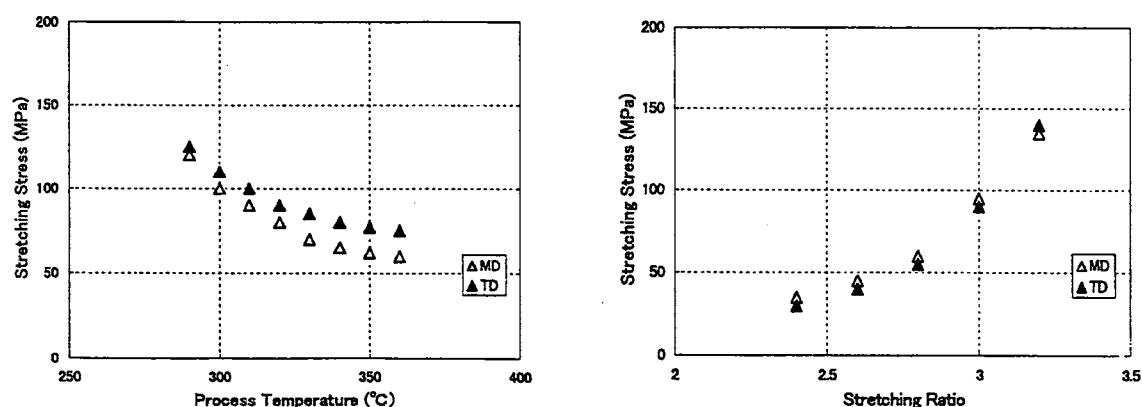 Stretching Stress (MPa)
200
150
100
50
0
250
300
350
400
Process Temperature (°C)
MD
TD
Stretching Stress (MPa)
200
150
100
50
0
2
2.5
3
3.5
Stretching Ratio
MD
TD